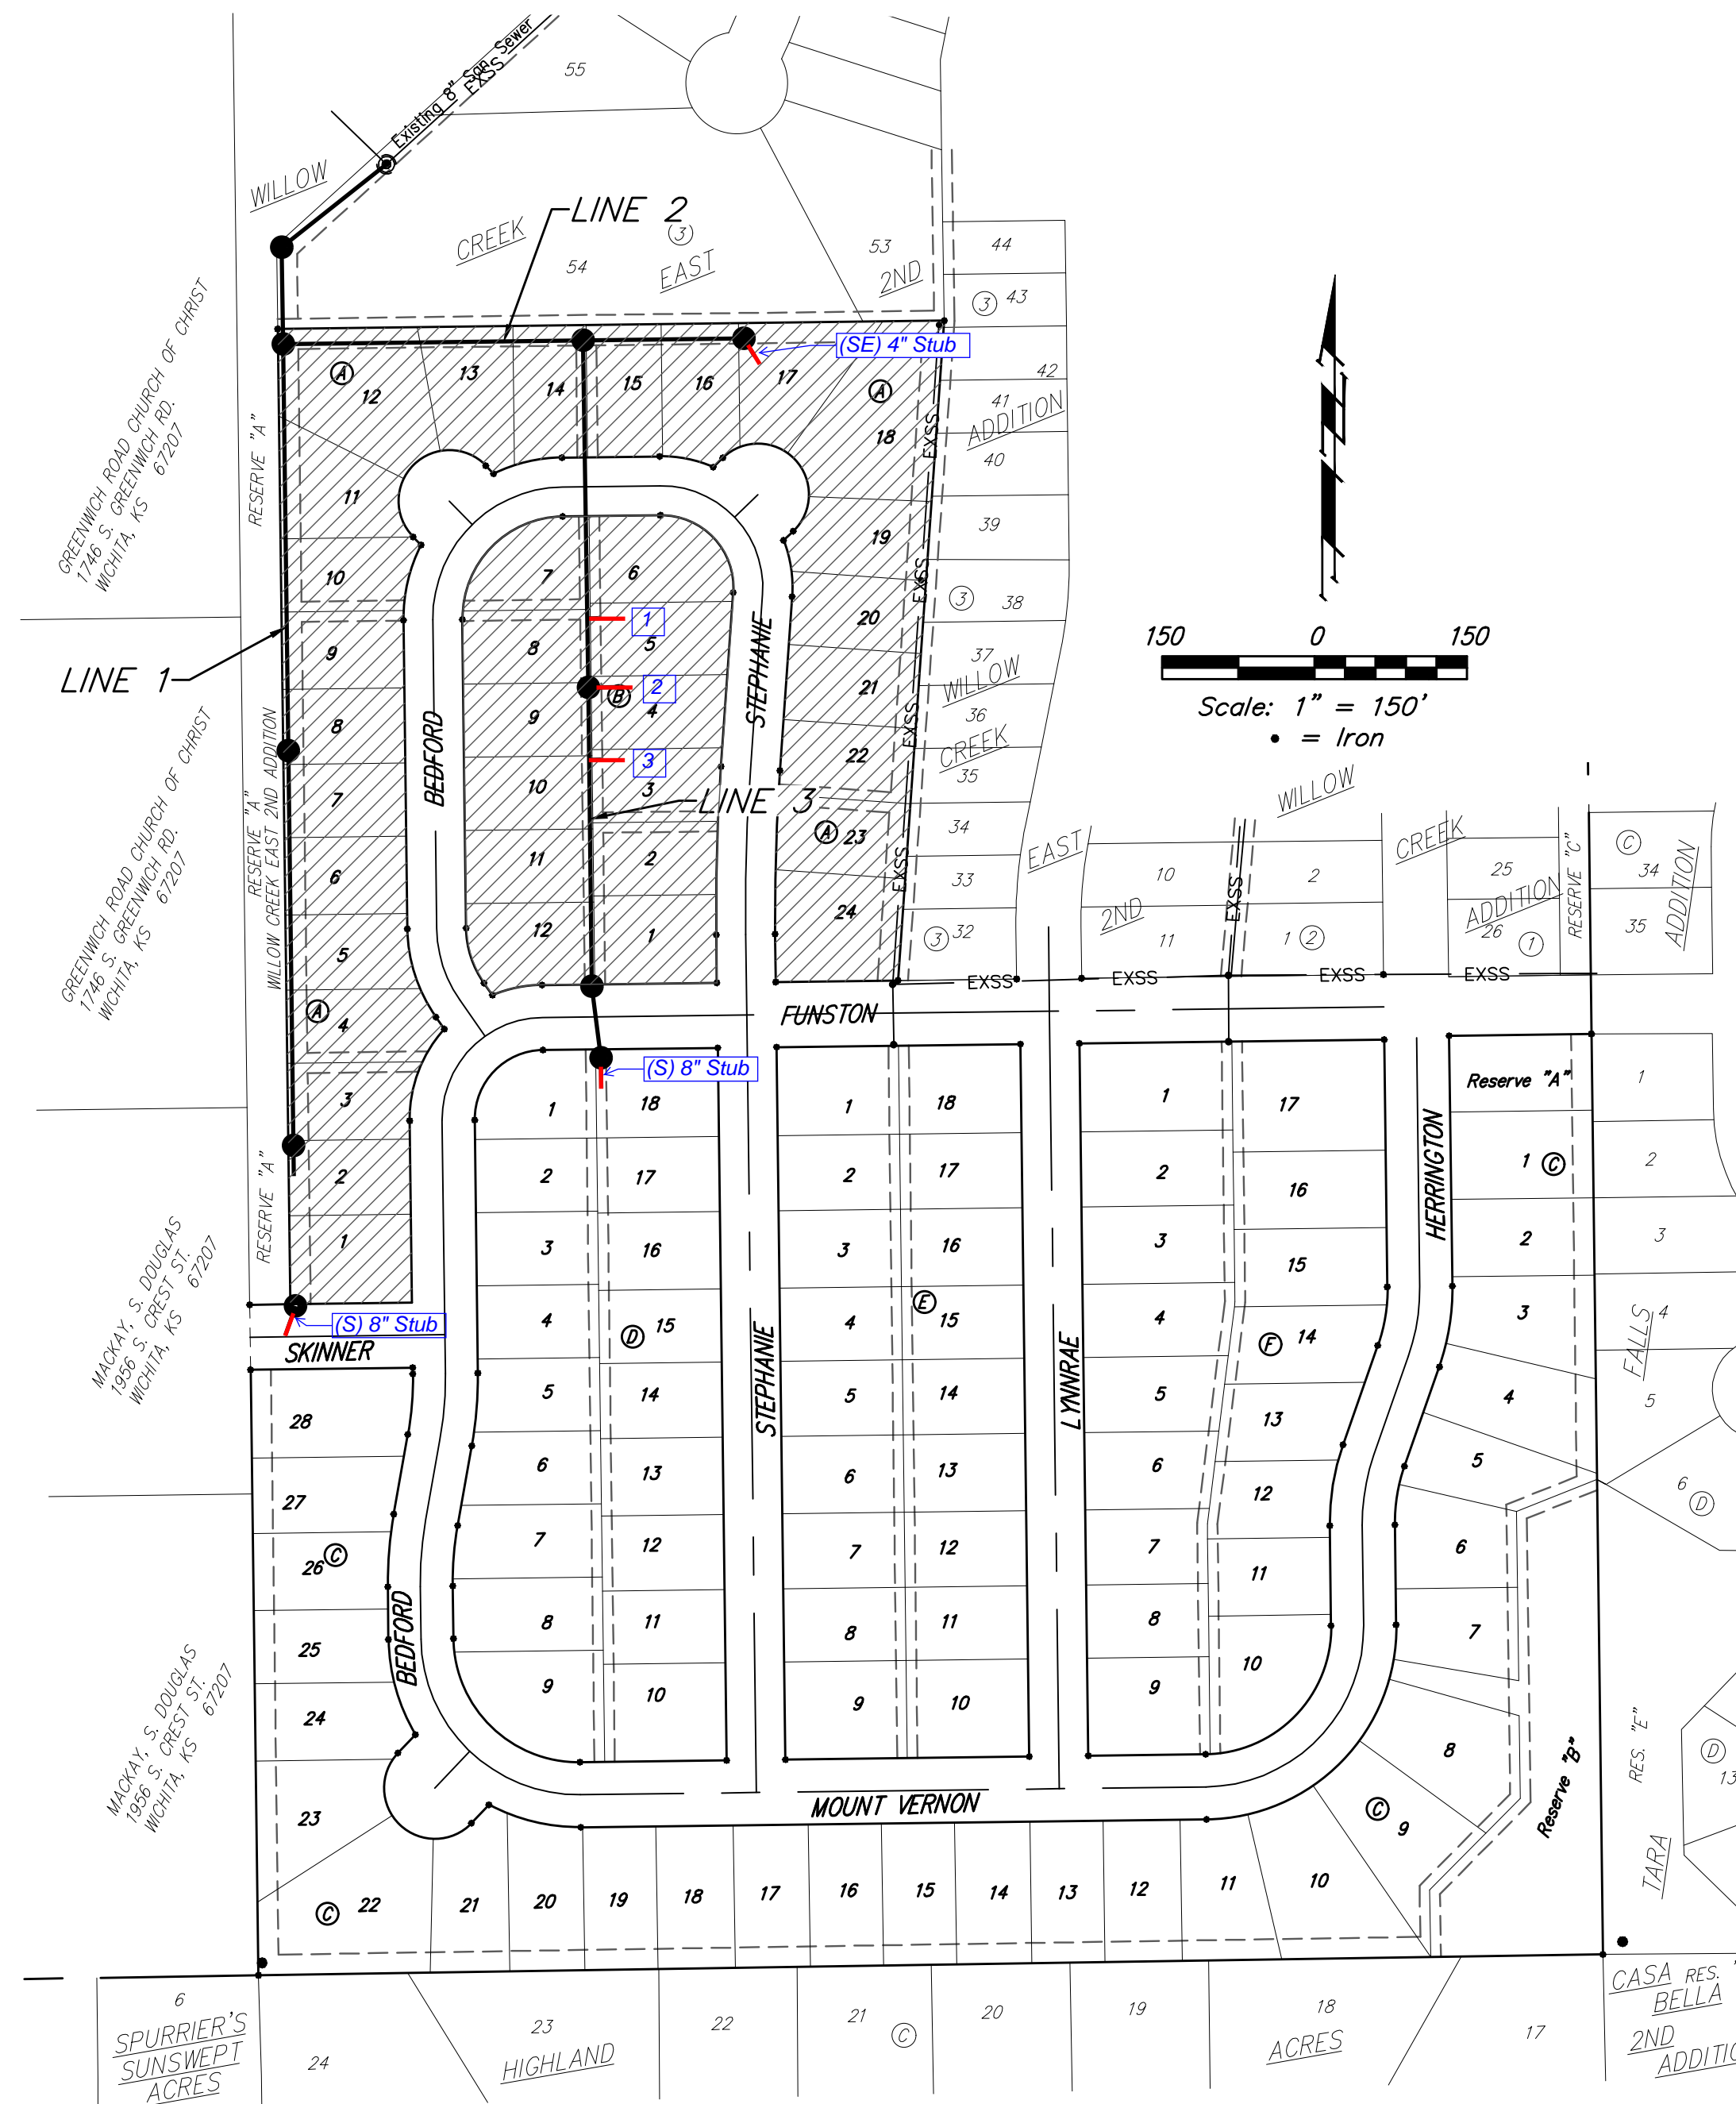 Existing 8" San Sewer
EXSS
55
WILLOW
LINE 2
CREEK
3
54
EAST
53
2ND
44
3 43
42
41
ADDITION
40
39
3 38
37
WILLOW
36
CREEK
35
34
33
3 32
GREENWICH ROAD CHURCH OF CHRIST
1746 S. GREENWICH RD.
WICHITA, KS 67207
RESERVE "A"
(SE) 4" Stub
A
12
13
14
15
16
17
A
18
EXSS
11
10
9
8
7
6
5
A
4
3
2
1
7
6
1
8
5
2
B
9
4
3
10
3
LINE 3
11
2
12
1
19
EXSS
20
21
EXSS
22
A 23
EXSS
24
LINE 1
BEDFORD
STEPHANIE
GREENWICH ROAD CHURCH OF CHRIST
1746 S. GREENWICH RD.
WICHITA, KS 67207
RESERVE "A"
WILLOW CREEK EAST 2ND ADDITION
150 0 150
Scale: 1" = 150'
• = Iron
WILLOW
CREEK
EAST
2ND
ADDITION
10
11
EXSS
2
1 2
25
26 1
RESERVE "C"
C
34
35
ADDITION
EXSS
EXSS
EXSS
EXSS
FUNSTON
(S) 8" Stub
RESERVE "A"
MACKAY, S. DOUGLAS
1956 S. CREST ST.
WICHITA, KS 67207
(S) 8" Stub
SKINNER
1
18
2
17
3
16
4
D 15
5
14
6
13
7
12
8
11
9
10
STEPHANIE
1
18
2
17
3
16
E
4
15
5
14
6
13
7
12
8
11
9
10
LYNNRAE
1
17
2
16
3
15
4
F 14
5
13
6
12
7
11
8
10
9
HERRINGTON
Reserve "A"
1 C
2
3
4
5
6
7
8
C 9
10
11
12
13
14
15
16
17
18
19
20
21
C 22
23
24
25
26 C
27
28
1
2
3
4
FALLS
5
6 D
BEDFORD
MACKAY, S. DOUGLAS
1956 S. CREST ST.
WICHITA, KS 67207
MOUNT VERNON
Reserve "B"
RES. "E"
D
13
TARA
6
SPURRIER'S
SUNSWEPT
ACRES
24
23
HIGHLAND
22
21
C
20
19
18
ACRES
17
CASA RES. "
BELLA
2ND